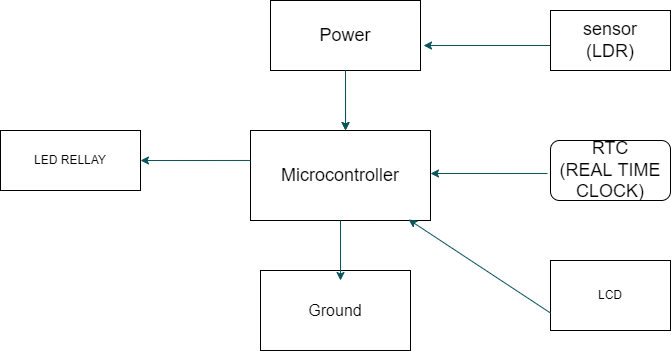 Power
sensor
(LDR)
LED RELLAY
Microcontroller
RTC
(REAL TIME
CLOCK)
Ground
LCD